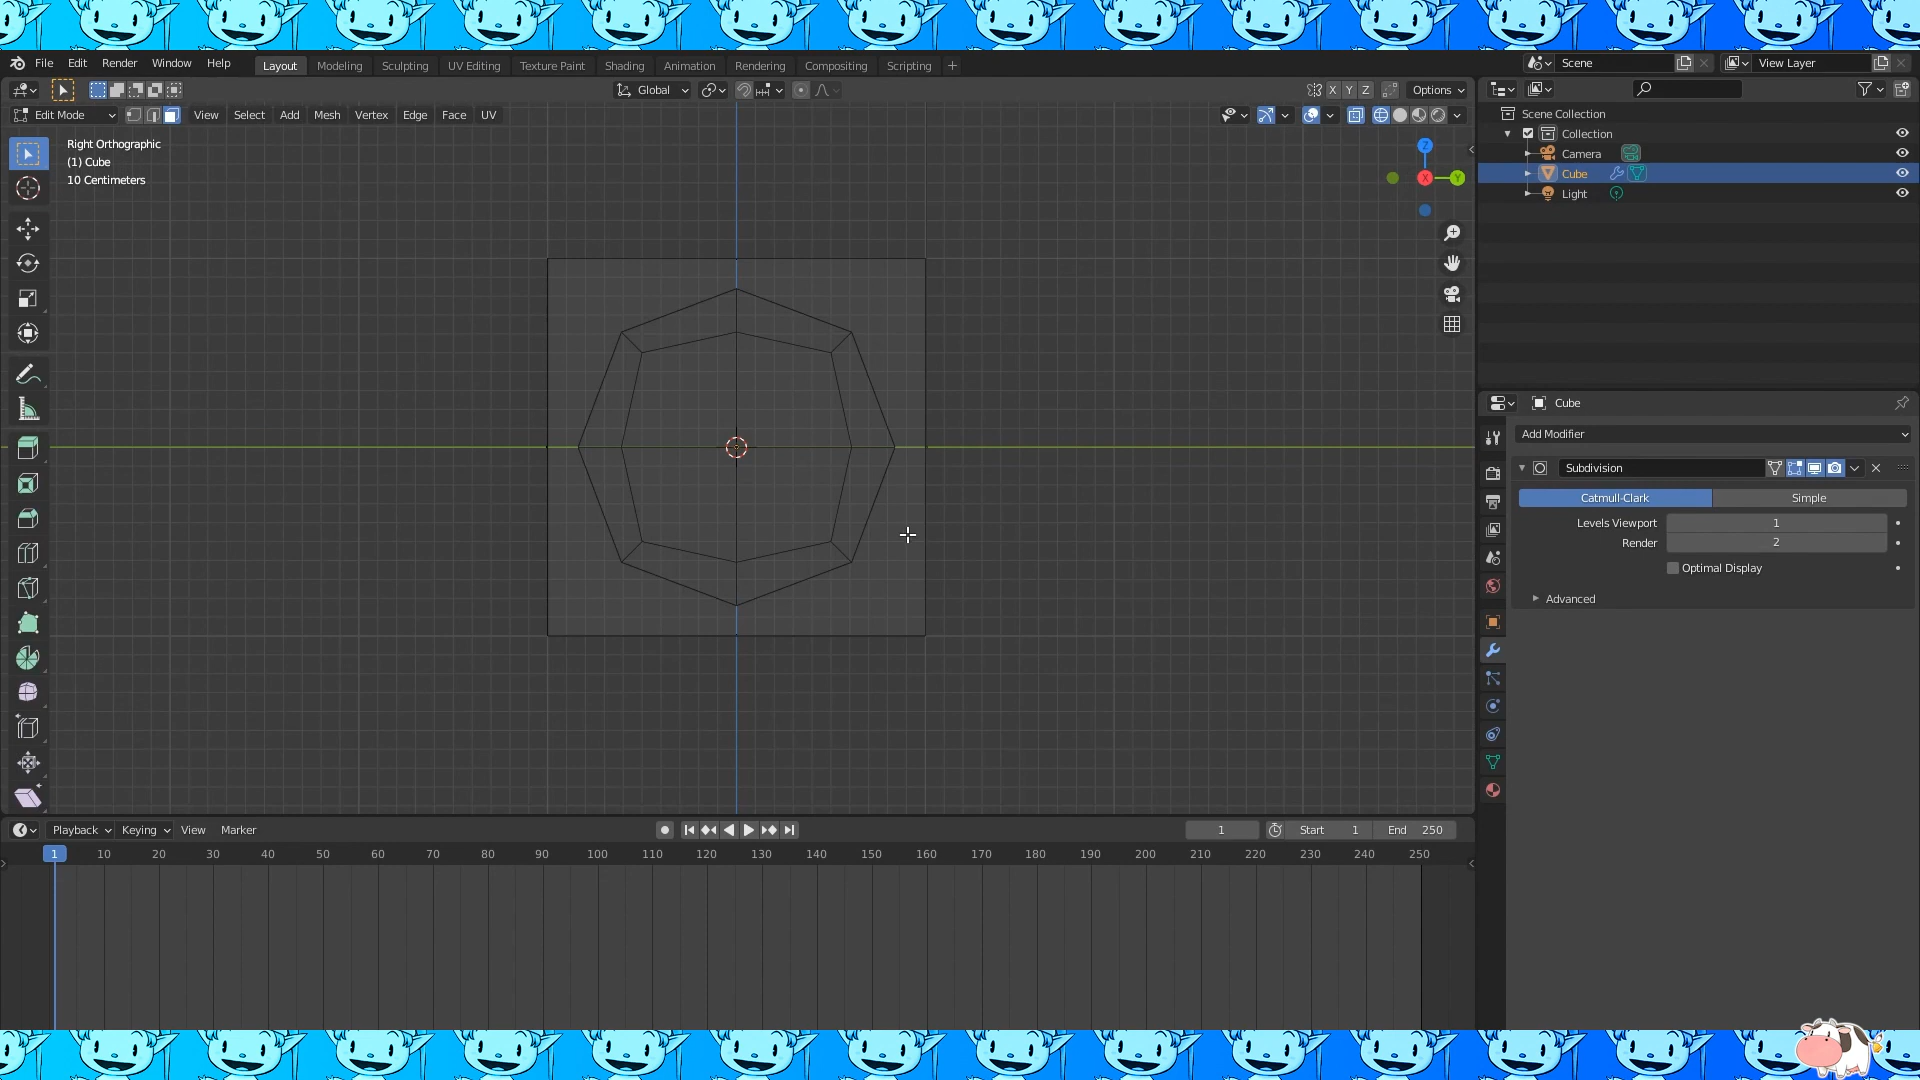 File Edit Render Window Help Layout Modeling Sculpting UV Editing Texture Paint Shading Animation Rendering Compositing Scripting + Scene View Layer
Global X Y Z Options
Edit Mode View Select Add Mesh Vertex Edge Face UV
Right Orthographic
(1) Cube
10 Centimeters
Z
X
Y
Scene Collection
Collection
Camera
Cube
Light
Cube
Add Modifier
Subdivision
Catmull-Clark Simple
Levels Viewport 1
Render 2
Optimal Display
Advanced
Playback Keying View Marker 1 Start 1 End 250
1 10 20 30 40 50 60 70 80 90 100 110 120 130 140 150 160 170 180 190 200 210 220 230 240 250